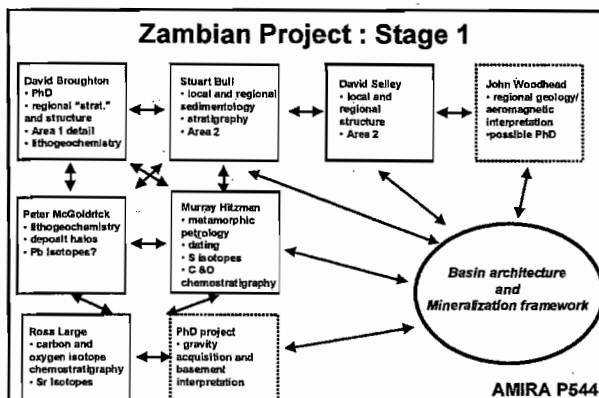 Zambian Project : Stage 1
David Broughton
• PhD
• regional "strat."
and structure
• Area 1 detail
• lithogeochemistry
Stuart Bull
• local and regional
sedimentology
• stratigraphy
• Area 2
David Selley
• local and
regional
structure
• Area 2
John Woodhead
• regional geology/
aeromagnetic
interpretation
•possible PhD
Peter McGoldrick
• lithogeochemistry
• deposit halos
• Pb isotopes?
Murray Hitzman
• metamorphic
petrology
• dating
• S isotopes
• C &O
chemostratigraphy
Basin architecture
and
Mineralization framework
Ross Large
• carbon and
oxygen isotope
chemostratigraphy
• Sr isotopes
PhD project
• gravity
acquisition and
basement
interpretation
AMIRA P544